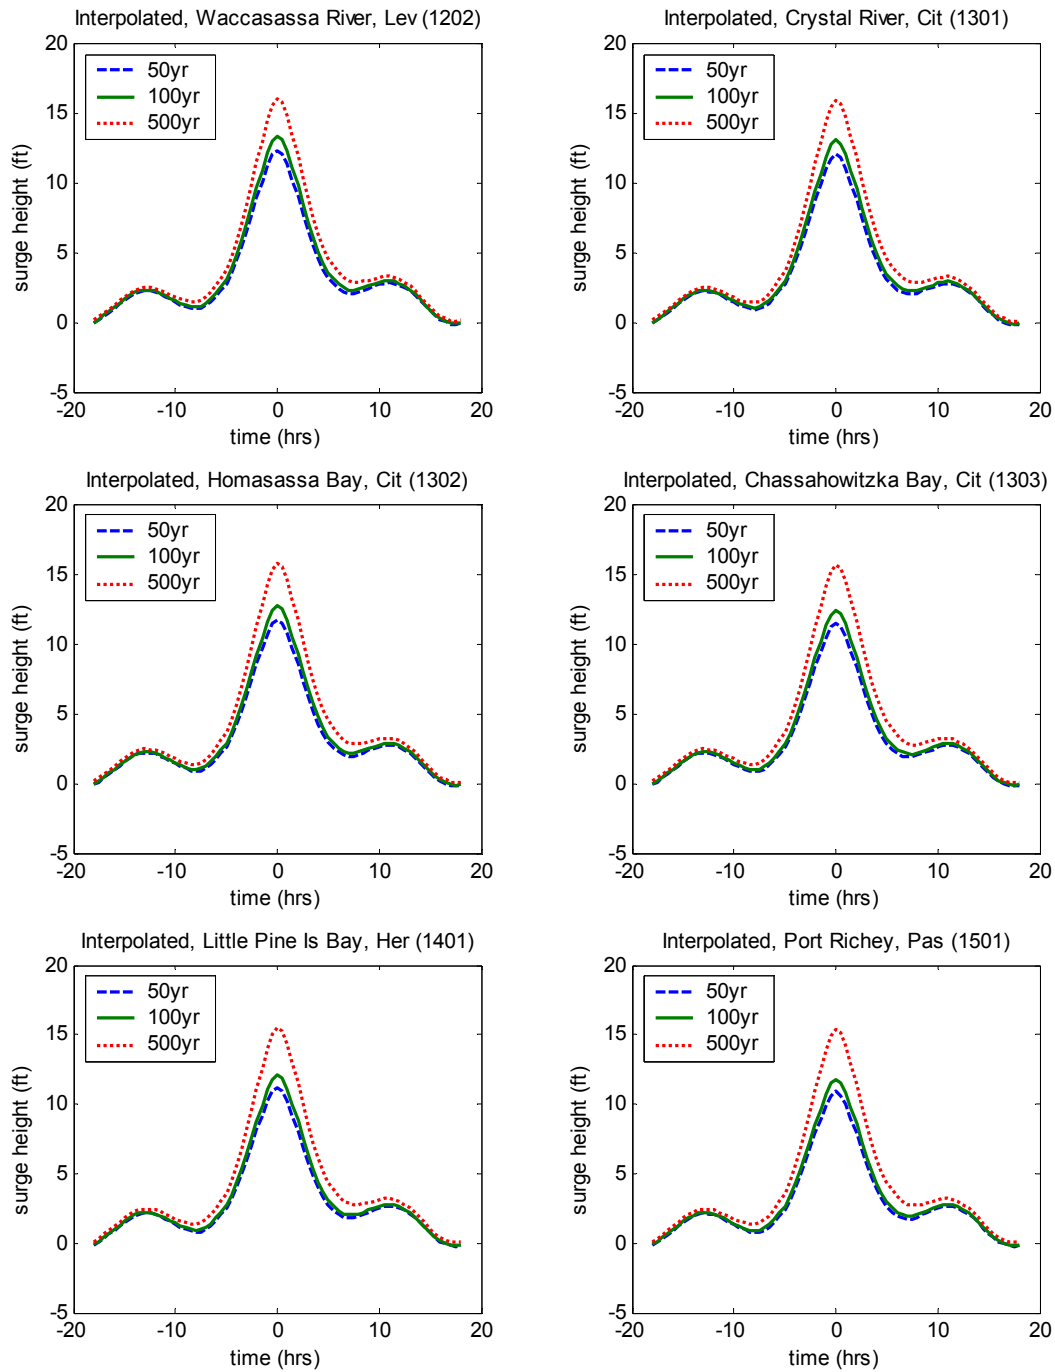 Interpolated, Waccasassa River, Lev (1202)
20
15
10
5
0
-5
surge height (ft)
50yr
100yr
500yr
-20
-10
0
10
20
time (hrs)
Interpolated, Crystal River, Cit (1301)
20
15
10
5
0
-5
surge height (ft)
50yr
100yr
500yr
-20
-10
0
10
20
time (hrs)
Interpolated, Homasassa Bay, Cit (1302)
20
15
10
5
0
-5
surge height (ft)
50yr
100yr
500yr
-20
-10
0
10
20
time (hrs)
Interpolated, Chassahowitzka Bay, Cit (1303)
20
15
10
5
0
-5
surge height (ft)
50yr
100yr
500yr
-20
-10
0
10
20
time (hrs)
Interpolated, Little Pine Is Bay, Her (1401)
20
15
10
5
0
-5
surge height (ft)
50yr
100yr
500yr
-20
-10
0
10
20
time (hrs)
Interpolated, Port Richey, Pas (1501)
20
15
10
5
0
-5
surge height (ft)
50yr
100yr
500yr
-20
-10
0
10
20
time (hrs)